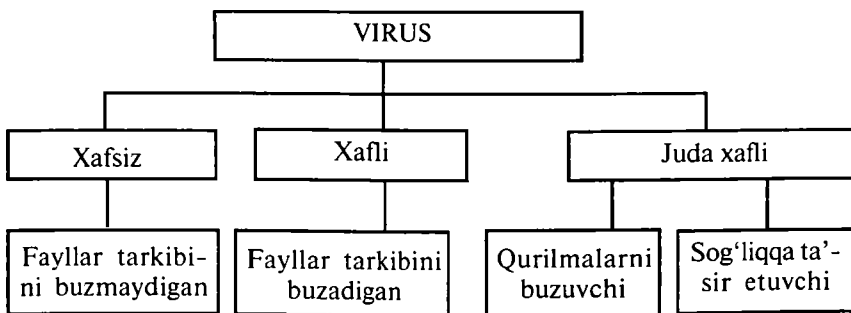 VIRUS
Xafsiz
Xafli
Juda xafli
Fayllar tarkibi-
ni buzmaydigan
Fayllar tarkibini
buzadigan
Qurilmalarni
buzuvchi
Sog‘liqqa ta’-
sir etuvchi